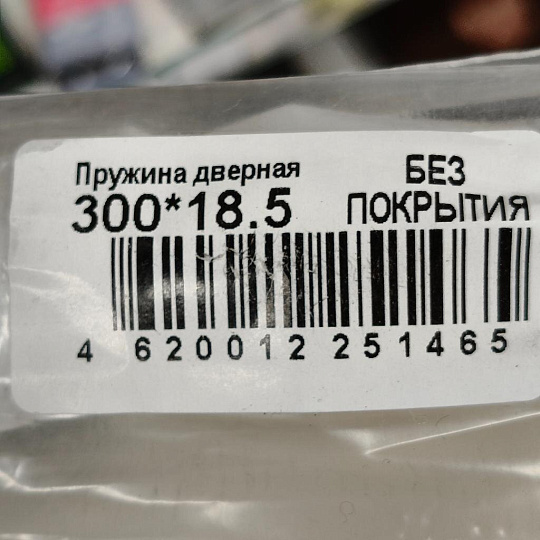 Пружина дверная
300*18.5
БЕЗ
ПОКРЫТИЯ
4 620012 251465